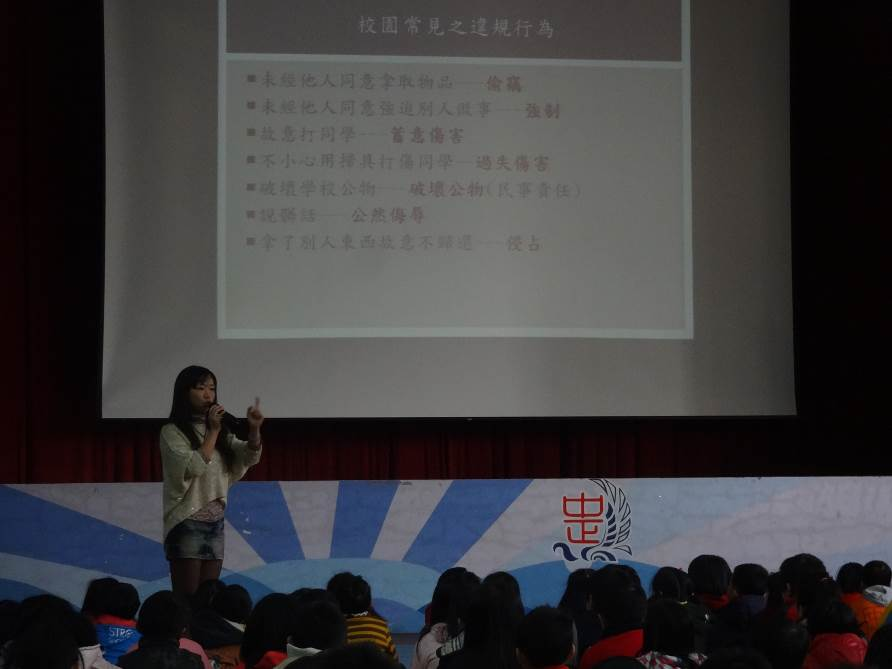 校園常見之違規行為
■未經他人同意拿取物品──偷竊
■未經他人同意強迫別人做事──強制
■故意打同學──蓄意傷害
■不小心用掃具打傷同學──過失傷害
■破壞學校公物──破壞公物(民事責任)
■說髒話──公然侮辱
■拿了別人東西故意不歸還──侵占
中正
STRO